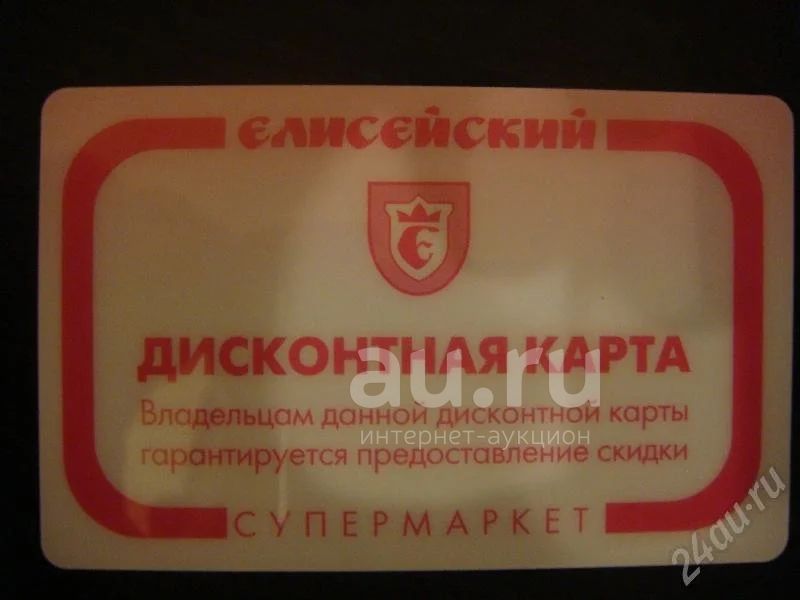 ЕЛИСЕЙСКИЙ
Є
ДИСКОНТНАЯ КАРТА
au.ru
Владельцам данной дисконтной карты
интернет-аукцион
гарантируется предоставление скидки
СУПЕРМАРКЕТ
24au.ru